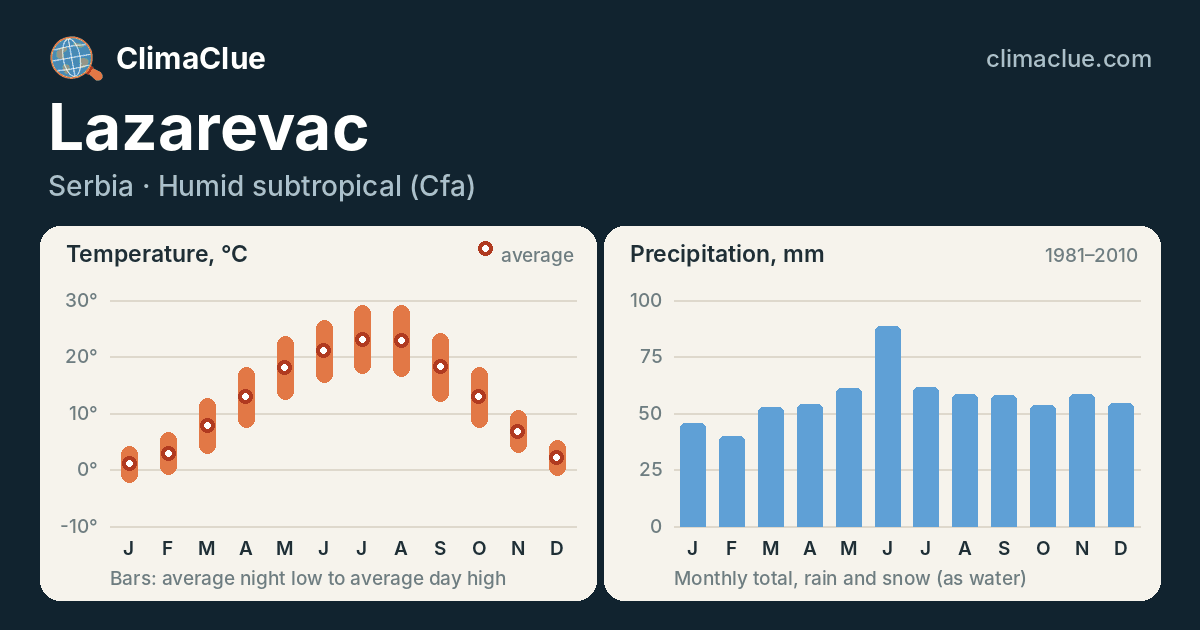 ClimaClue
climaclue.com
Lazarevac
Serbia · Humid subtropical (Cfa)
Temperature, °C
average
30°
20°
10°
0°
-10°
J F M A M J J A S O N D
Bars: average night low to average day high
Precipitation, mm
1981–2010
100
75
50
25
0
J F M A M J J A S O N D
Monthly total, rain and snow (as water)